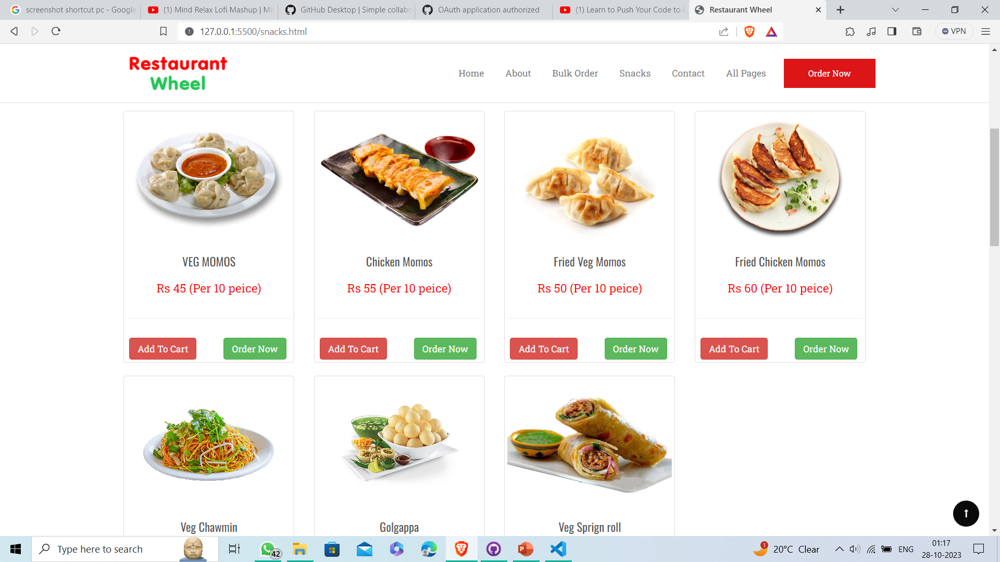 screenshot shortcut pc - Google
(1) Mind Relax Lofi Mashup | Mi
GitHub Desktop | Simple collabo
OAuth application authorized
(1) Learn to Push Your Code to G
Restaurant Wheel
127.0.0.1:5500/snacks.html
VPN
Restaurant
Wheel
Home
About
Bulk Order
Snacks
Contact
All Pages
Order Now
VEG MOMOS
Chicken Momos
Fried Veg Momos
Fried Chicken Momos
Rs 45 (Per 10 peice)
Rs 55 (Per 10 peice)
Rs 50 (Per 10 peice)
Rs 60 (Per 10 peice)
Add To Cart
Order Now
Add To Cart
Order Now
Add To Cart
Order Now
Add To Cart
Order Now
Veg Chawmin
Golgappa
Veg Sprign roll
Type here to search
42
1
20°C Clear
ENG
01:17
28-10-2023